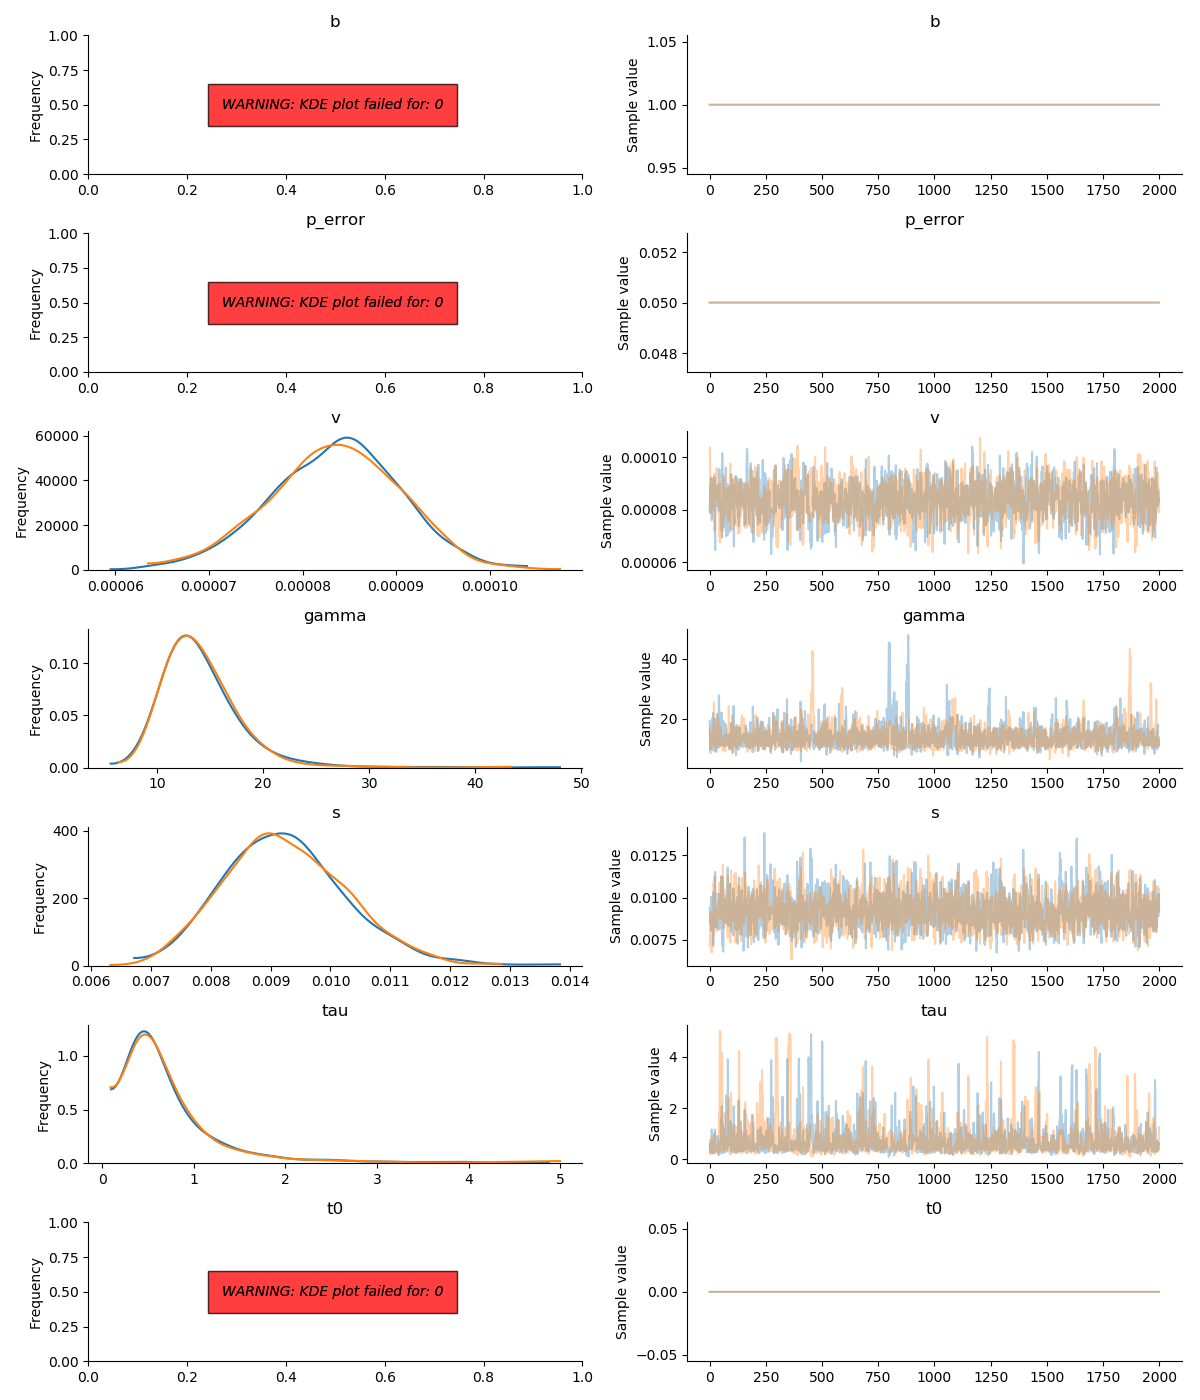 b
1.00
0.75
0.50
0.25
0.00
Frequency
WARNING: KDE plot failed for: 0
0.0 0.2 0.4 0.6 0.8 1.0
b
1.05
1.00
0.95
Sample value
0 250 500 750 1000 1250 1500 1750 2000
p_error
1.00
0.75
0.50
0.25
0.00
Frequency
WARNING: KDE plot failed for: 0
0.0 0.2 0.4 0.6 0.8 1.0
p_error
0.052
0.050
0.048
Sample value
0 250 500 750 1000 1250 1500 1750 2000
v
60000
40000
20000
0
Frequency
0.00006 0.00007 0.00008 0.00009 0.00010
v
0.00010
0.00008
0.00006
Sample value
0 250 500 750 1000 1250 1500 1750 2000
gamma
0.10
0.05
0.00
Frequency
10 20 30 40 50
gamma
40
20
Sample value
0 250 500 750 1000 1250 1500 1750 2000
s
400
200
0
Frequency
0.006 0.007 0.008 0.009 0.010 0.011 0.012 0.013 0.014
s
0.0125
0.0100
0.0075
Sample value
0 250 500 750 1000 1250 1500 1750 2000
tau
1.0
0.5
0.0
Frequency
0 1 2 3 4 5
tau
4
2
0
Sample value
0 250 500 750 1000 1250 1500 1750 2000
t0
1.00
0.75
0.50
0.25
0.00
Frequency
WARNING: KDE plot failed for: 0
0.0 0.2 0.4 0.6 0.8 1.0
t0
0.05
0.00
−0.05
Sample value
0 250 500 750 1000 1250 1500 1750 2000